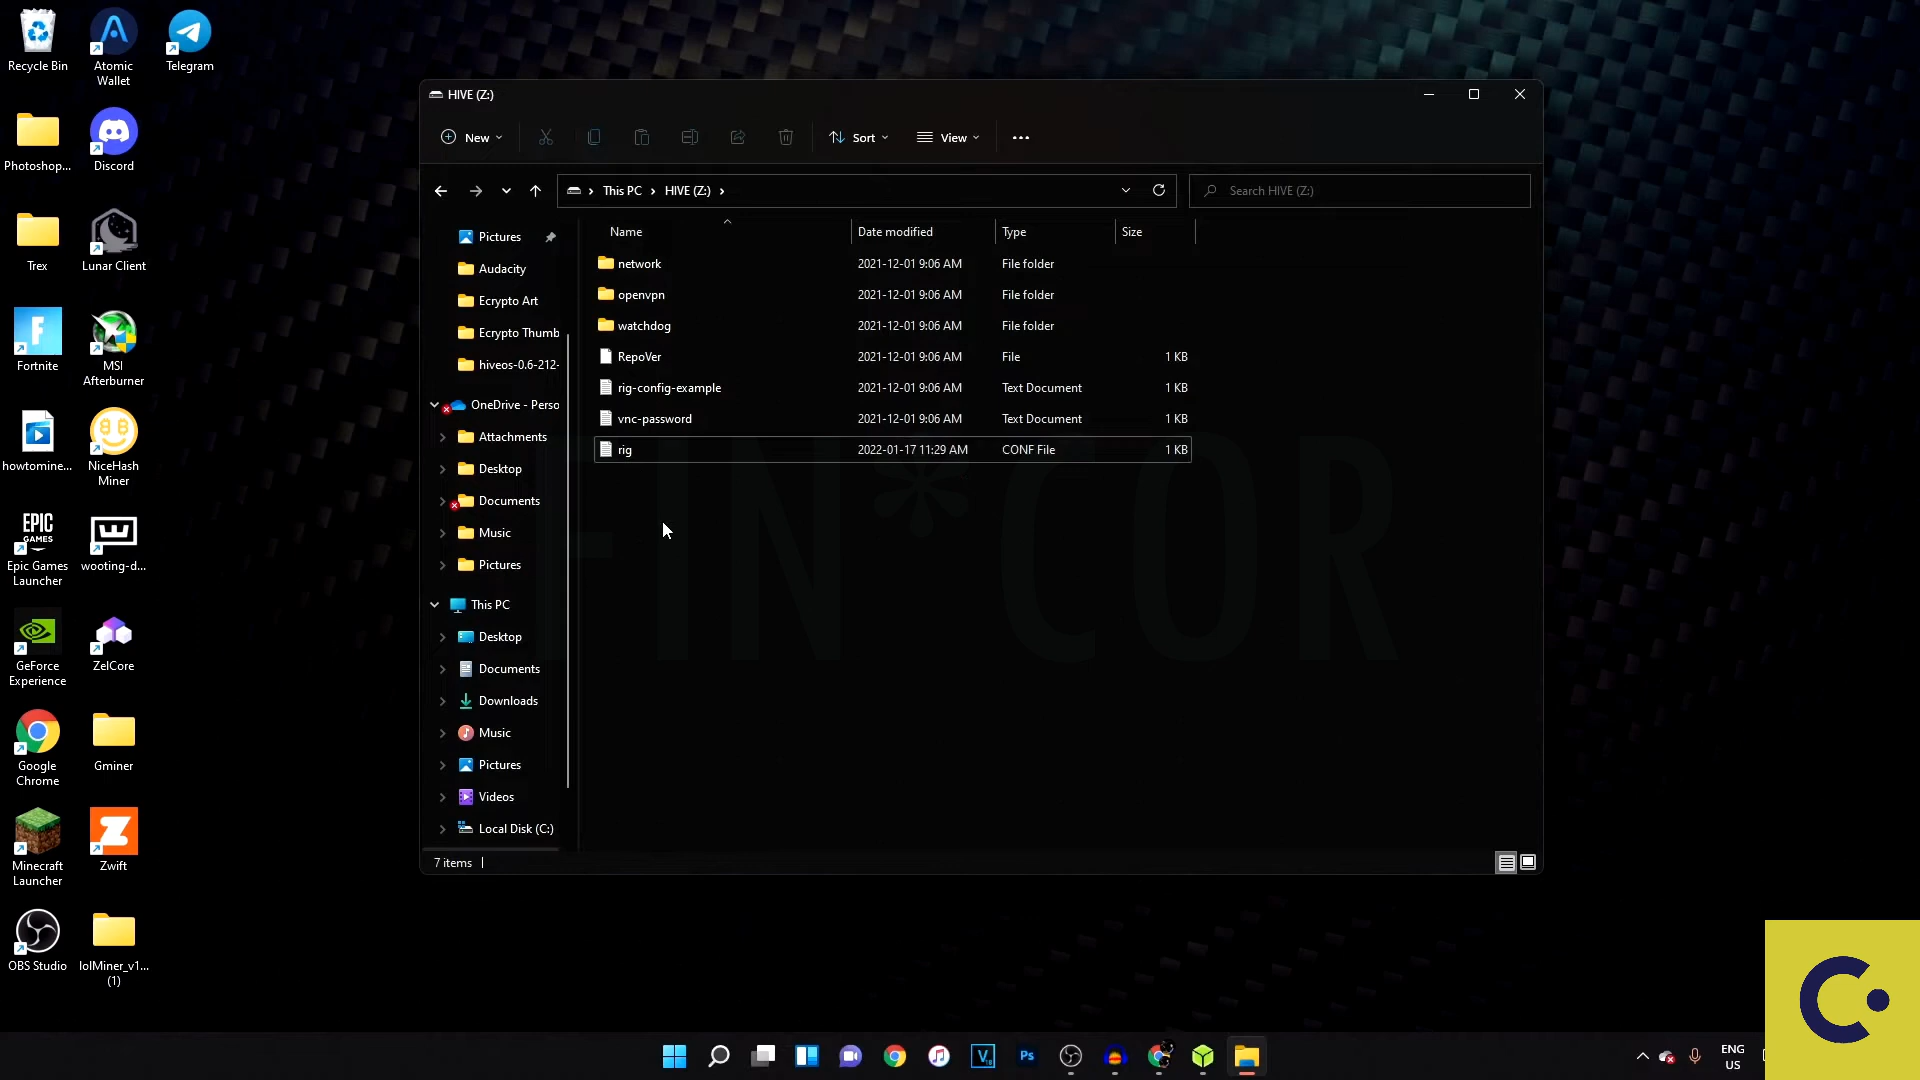 Recycle Bin
Atomic
Wallet
Telegram
Photoshop...
Discord
Trex
Lunar Client
Fortnite
MSI
Afterburner
howtomine...
NiceHash
Miner
EPIC
GAMES
Epic Games
Launcher
wooting-d...
GeForce
Experience
ZelCore
Google
Chrome
Gminer
Minecraft
Launcher
Zwift
OBS Studio
lolMiner_v1...
(1)
HIVE (Z:)
New
Sort
View
This PC
HIVE (Z:)
Search HIVE (Z:)
Pictures
Audacity
Ecrypto Art
Ecrypto Thumb
hiveos-0.6-212-
OneDrive - Perso
Attachments
Desktop
Documents
Music
Pictures
This PC
Desktop
Documents
Downloads
Music
Pictures
Videos
Local Disk (C:)
Name Date modified Type Size
network 2021-12-01 9:06 AM File folder
openvpn 2021-12-01 9:06 AM File folder
watchdog 2021-12-01 9:06 AM File folder
RepoVer 2021-12-01 9:06 AM File 1 KB
rig-config-example 2021-12-01 9:06 AM Text Document 1 KB
vnc-password 2021-12-01 9:06 AM Text Document 1 KB
rig 2022-01-17 11:29 AM CONF File 1 KB
FIN*COR
7 items
Ps
ENG
US